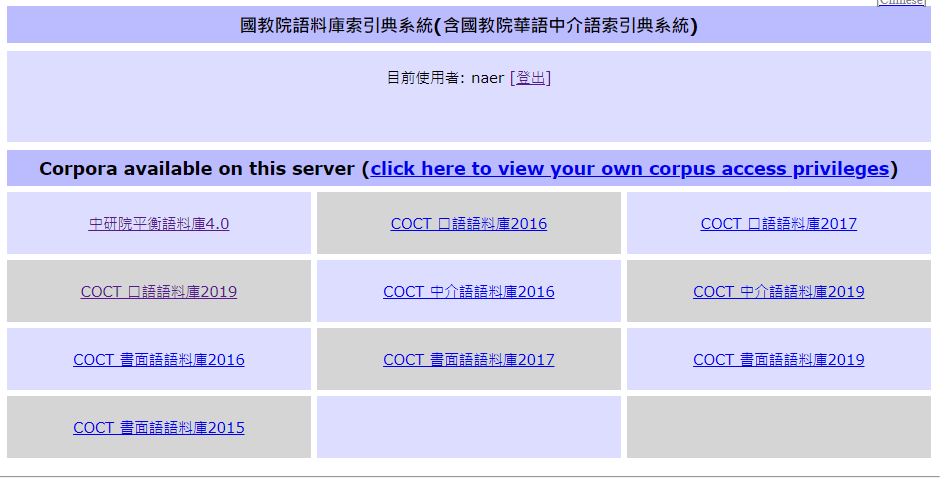 [Chinese]
國教院語料庫索引典系統(含國教院華語中介語索引典系統)
目前使用者: naer [登出]
Corpora available on this server (click here to view your own corpus access privileges)
中研院平衡語料庫4.0
COCT 口語語料庫2016
COCT 口語語料庫2017
COCT 口語語料庫2019
COCT 中介語語料庫2016
COCT 中介語語料庫2019
COCT 書面語語料庫2016
COCT 書面語語料庫2017
COCT 書面語語料庫2019
COCT 書面語語料庫2015